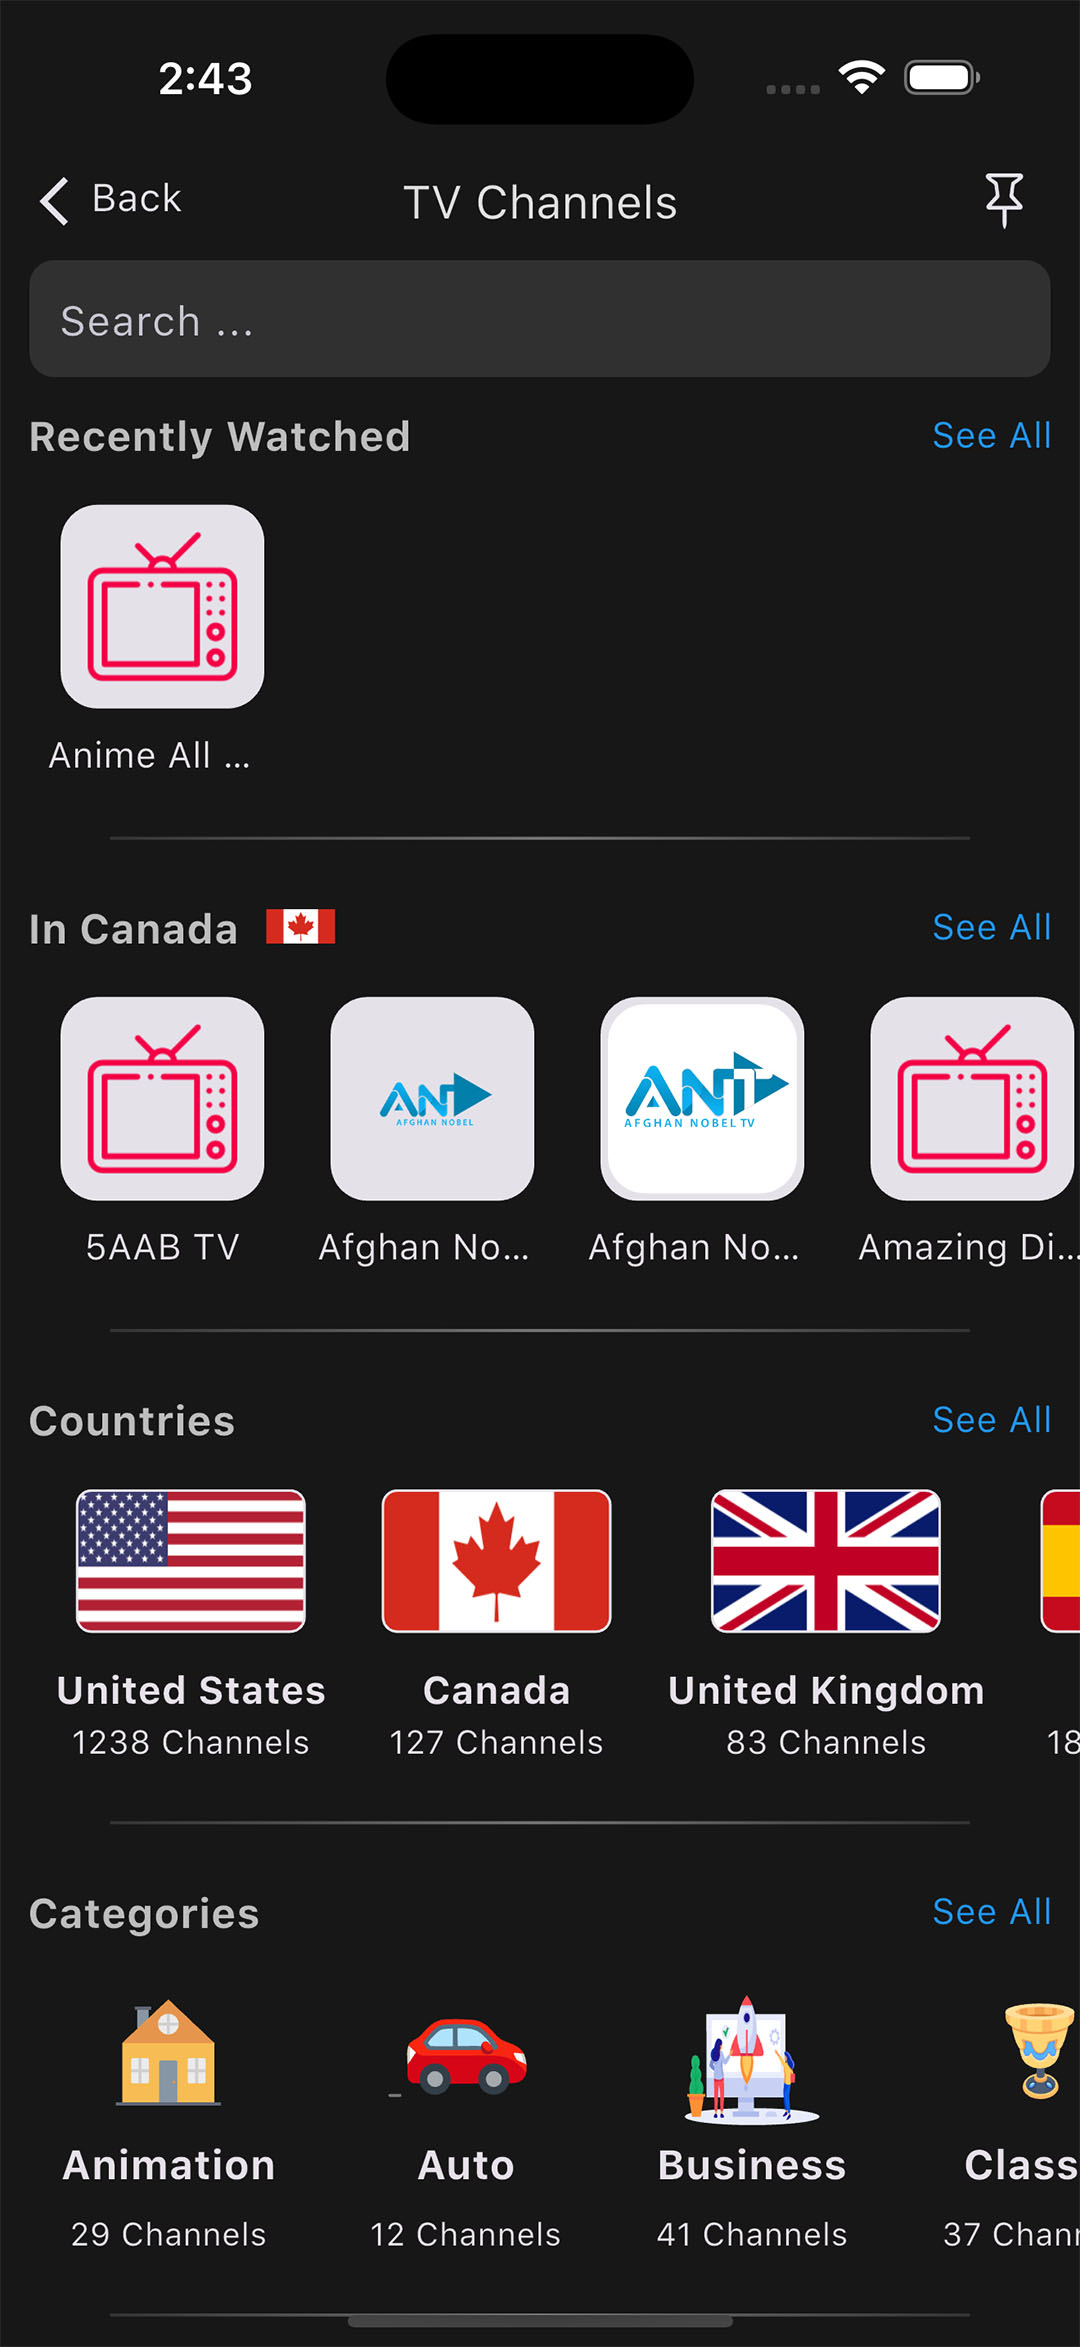 2:43
Back
TV Channels
Search ...
Recently Watched
See All
Anime All ...
In Canada
See All
ANT
AFGHAN NOBEL
ANT
AFGHAN NOBEL TV
5AAB TV
Afghan No...
Afghan No...
Amazing Di...
Countries
See All
United States
Canada
United Kingdom
1238 Channels
127 Channels
83 Channels
18
Categories
See All
Animation
Auto
Business
Class
29 Channels
12 Channels
41 Channels
37 Chann